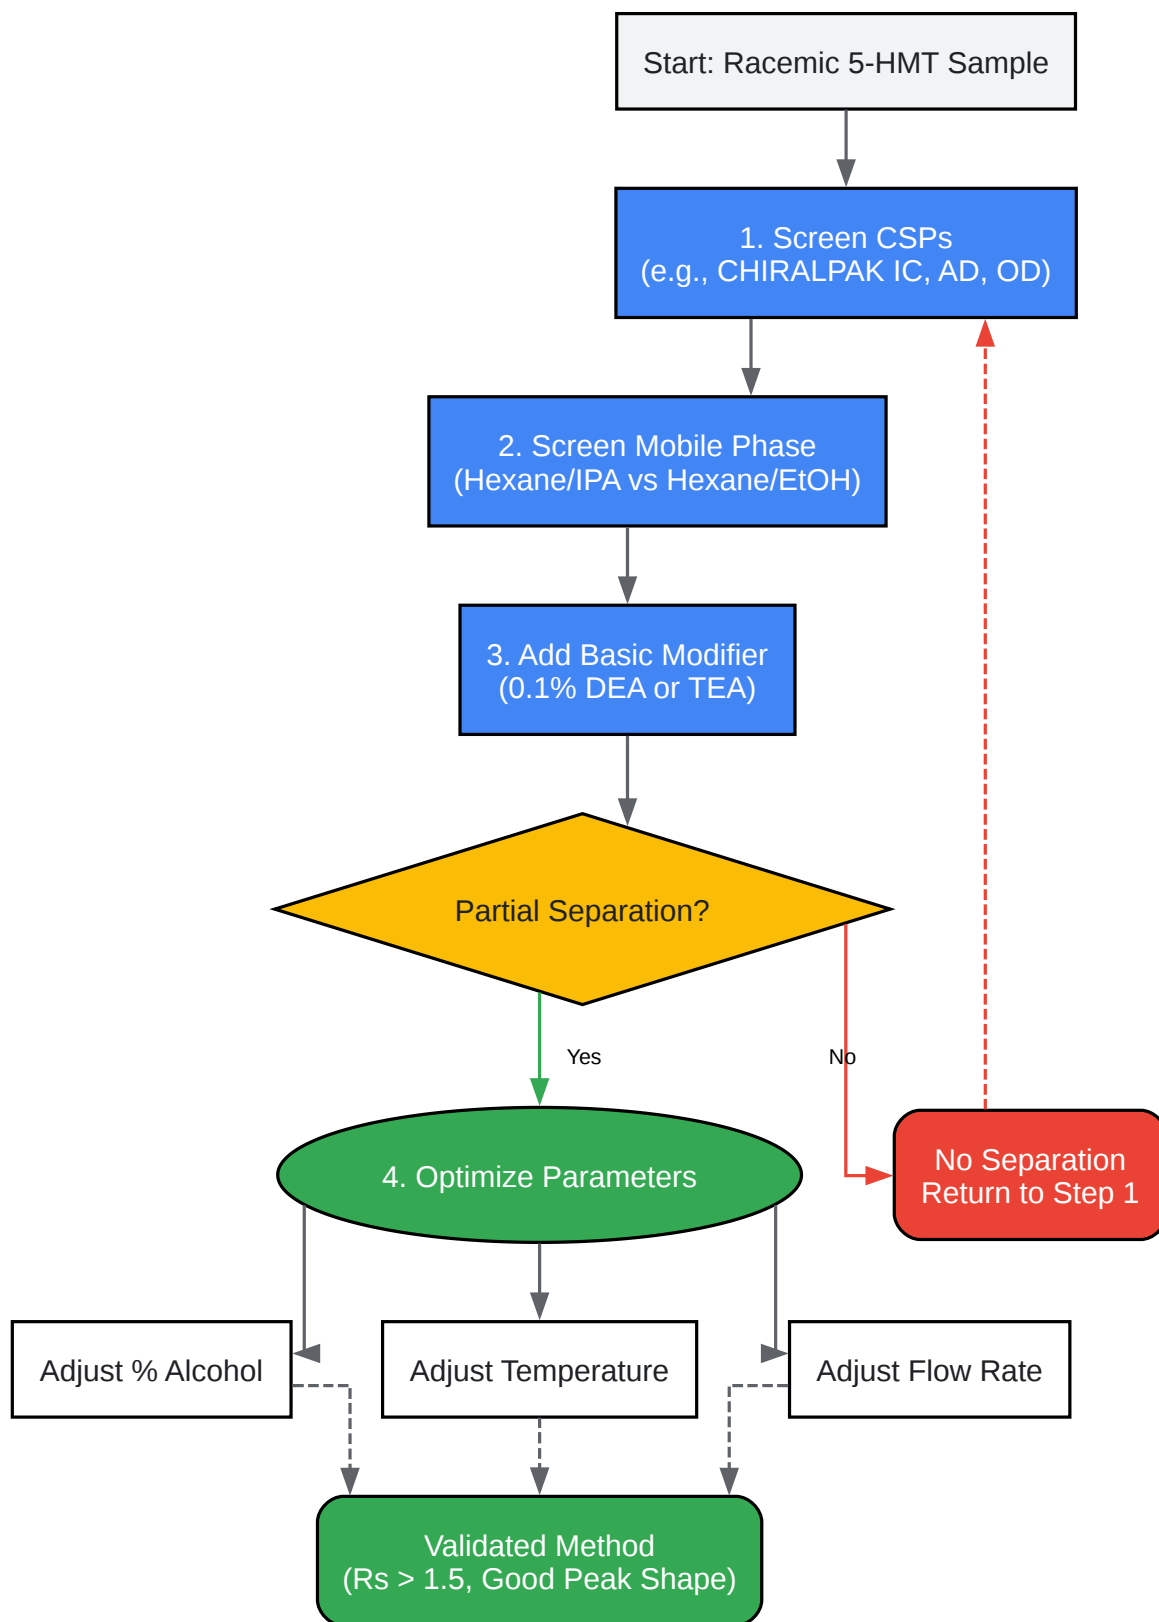 Start: Racemic 5-HMT Sample
1. Screen CSPs
(e.g., CHIRALPAK IC, AD, OD)
2. Screen Mobile Phase
(Hexane/IPA vs Hexane/EtOH)
3. Add Basic Modifier
(0.1% DEA or TEA)
Partial Separation?
Yes
No
4. Optimize Parameters
No Separation
Return to Step 1
Adjust % Alcohol
Adjust Temperature
Adjust Flow Rate
Validated Method
(Rs > 1.5, Good Peak Shape)